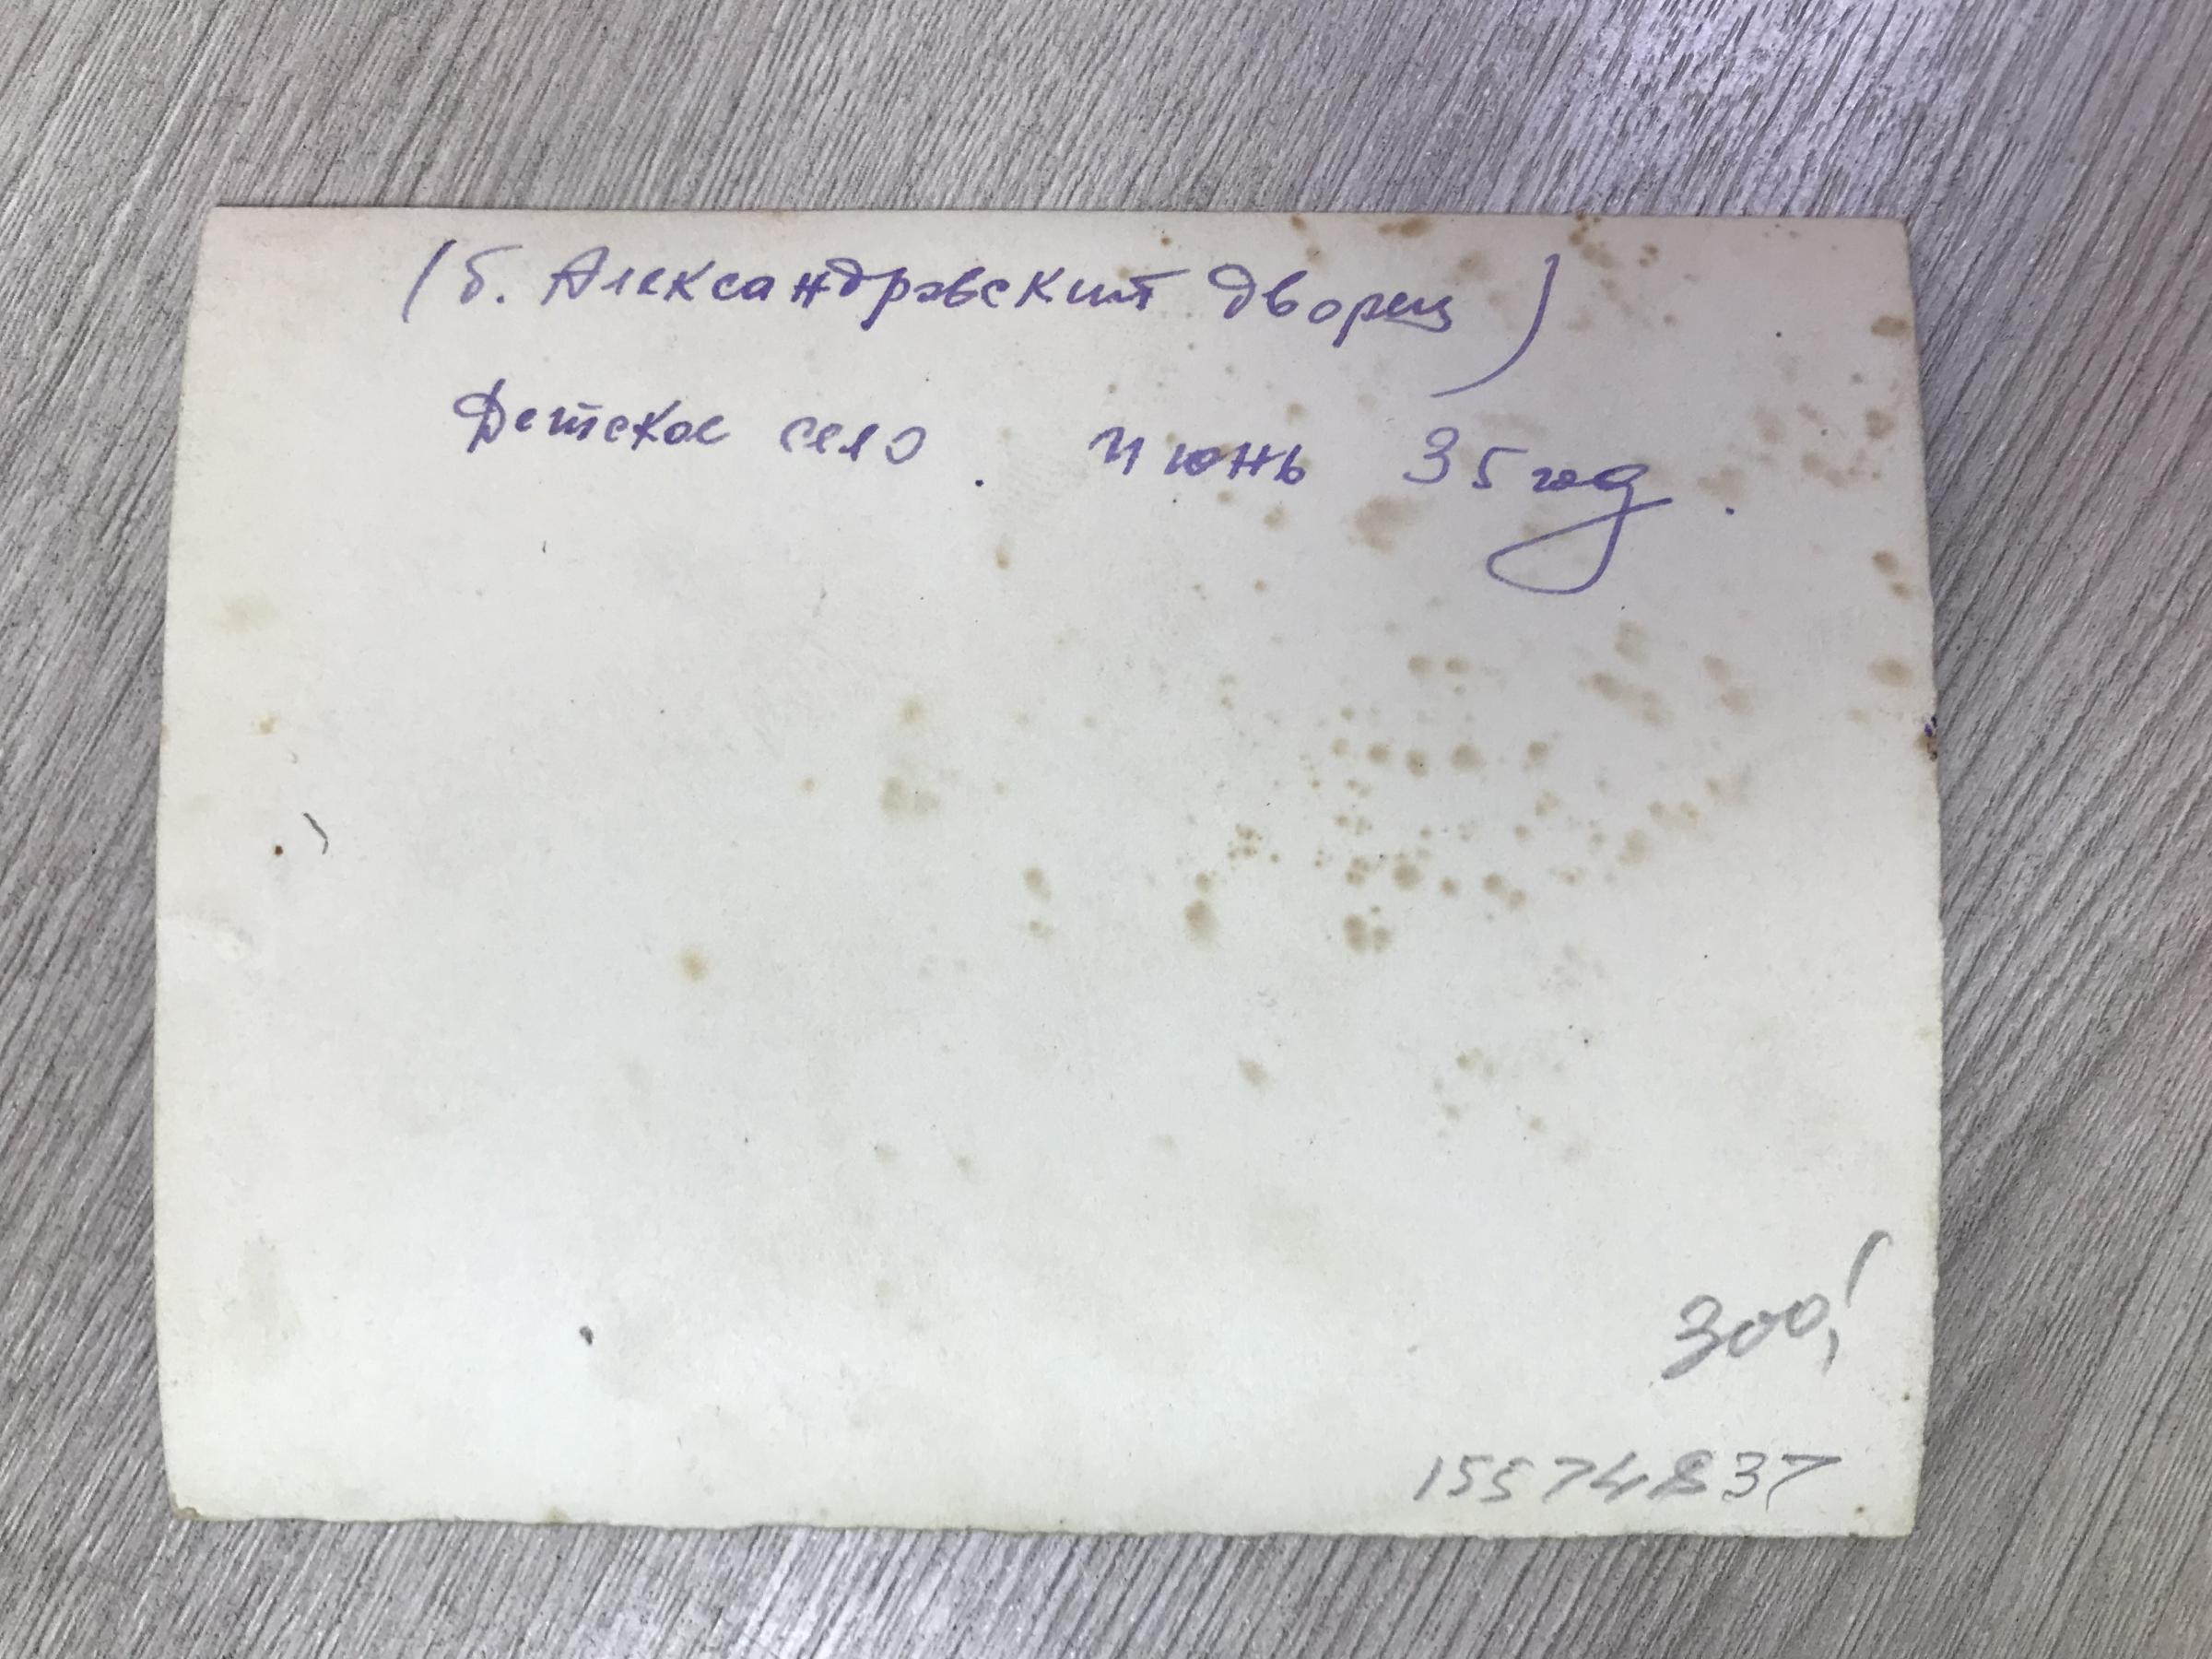 (б. Александровский дворец)
Детское село. Июнь 35 год.
300!
15574837